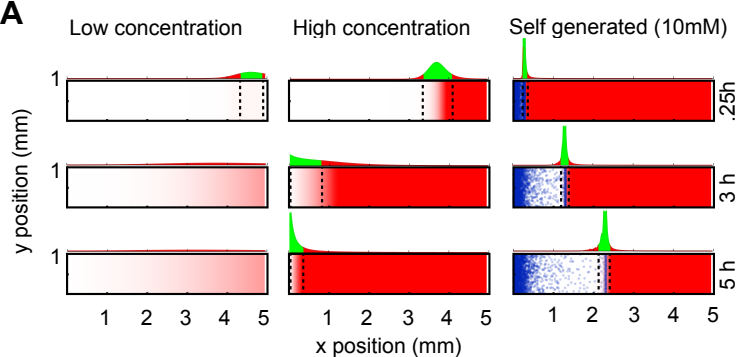 A
Low concentration High concentration Self generated (10mM)
1 .25h
1 3 h
1 5 h
y position (mm)
1 2 3 4 5 1 2 3 4 5 1 2 3 4 5
x position (mm)